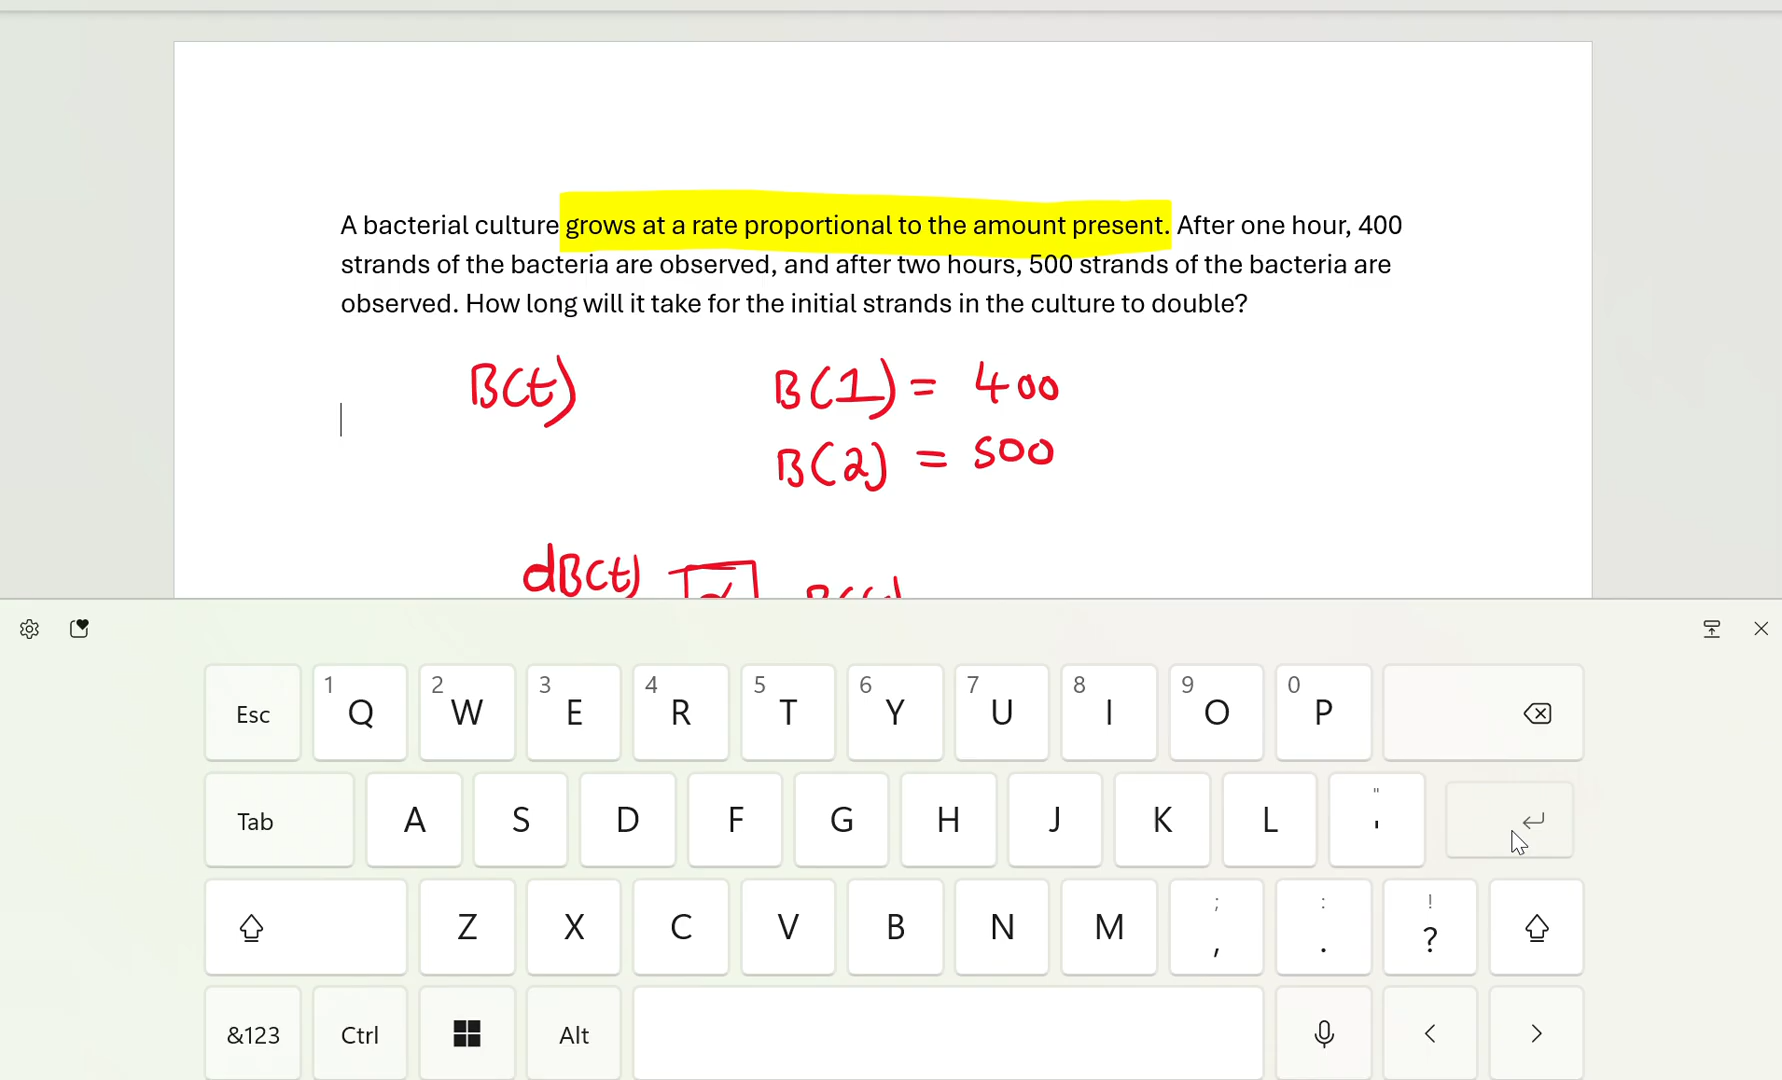 A bacterial culture grows at a rate proportional to the amount present. After one hour, 400
strands of the bacteria are observed, and after two hours, 500 strands of the bacteria are
observed. How long will it take for the initial strands in the culture to double?
B(t) B(1) = 400
B(2) = 500
dB(t)
Esc 1 Q 2 W 3 E 4 R 5 T 6 Y 7 U 8 I 9 O 0 P
Tab A S D F G H J K L " '
Z X C V B N M ; , : . ! ?
&123 Ctrl Alt < >